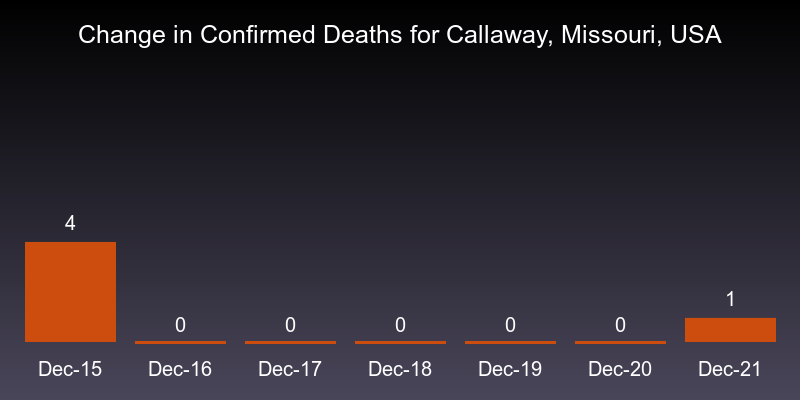 Change in Confirmed Deaths for Callaway, Missouri, USA
4
0
0
0
0
0
1
Dec-15
Dec-16
Dec-17
Dec-18
Dec-19
Dec-20
Dec-21